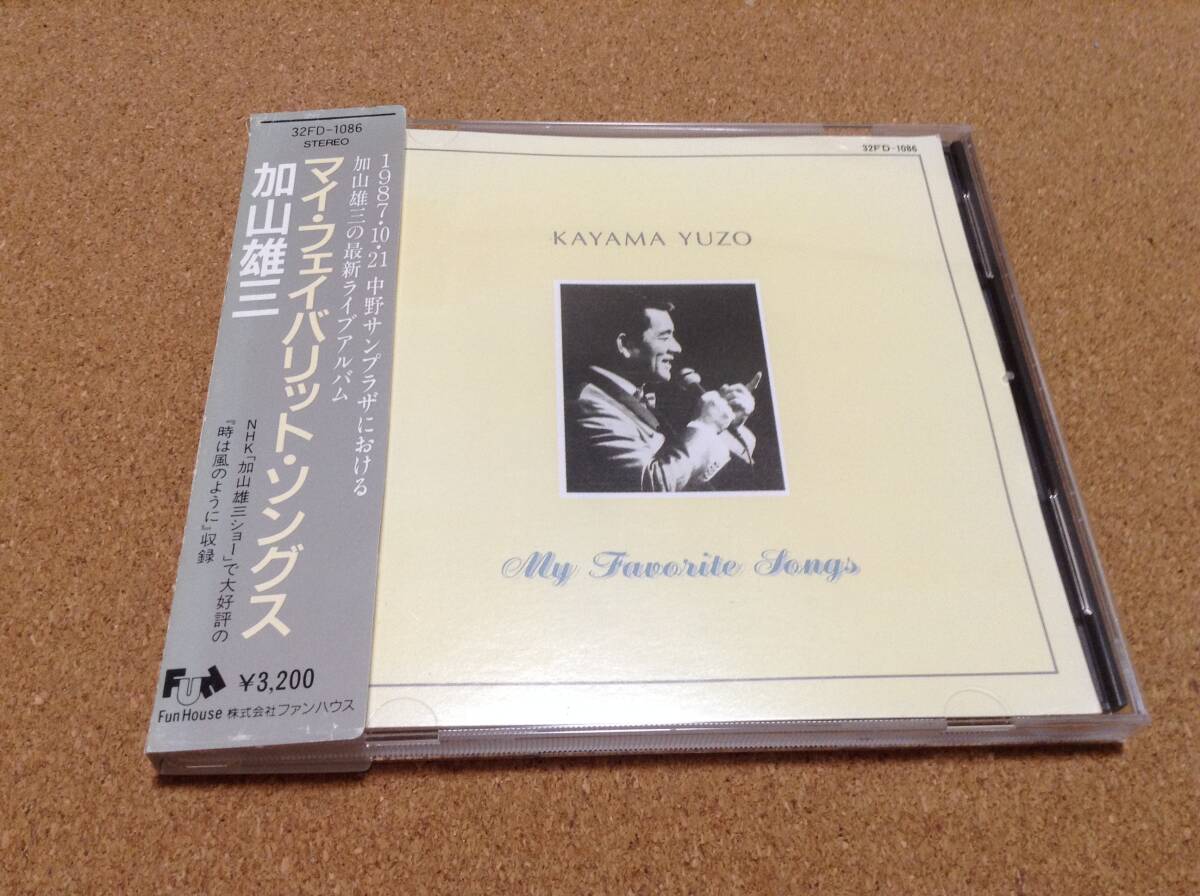 32FD-1086
STEREO
1987・10・21 中野サンプラザにおける
加山雄三の最新ライブアルバム
マイ・フェイバリット・ソングス
加山雄三
NHK「加山雄三ショー」で大好評の
『時は風のように』収録
Fun
¥3,200
Fun House 株式会社ファンハウス
32FD-1086
KAYAMA YUZO
My Favorite Songs